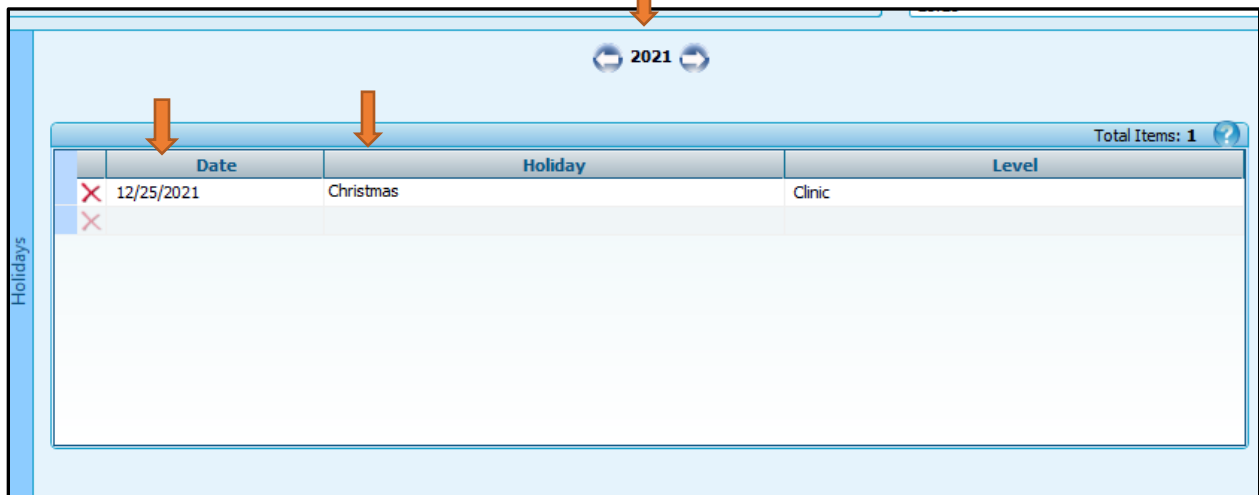 2021
Total Items: 1 ?
Date Holiday Level
12/25/2021 Christmas Clinic
Holidays